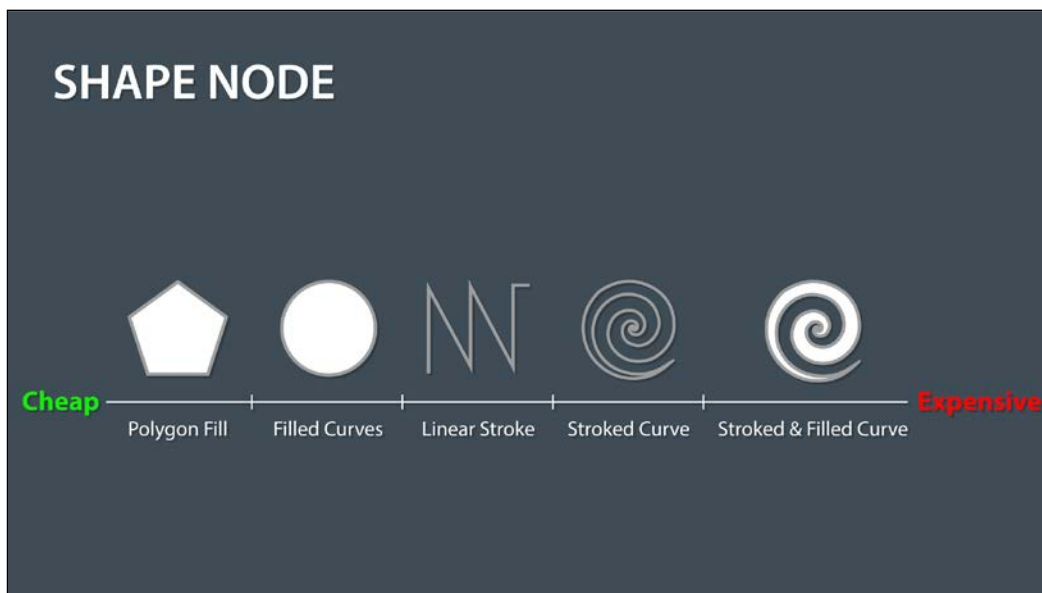 SHAPE NODE
Cheap
Expensive
Polygon Fill
Filled Curves
Linear Stroke
Stroked Curve
Stroked & Filled Curve